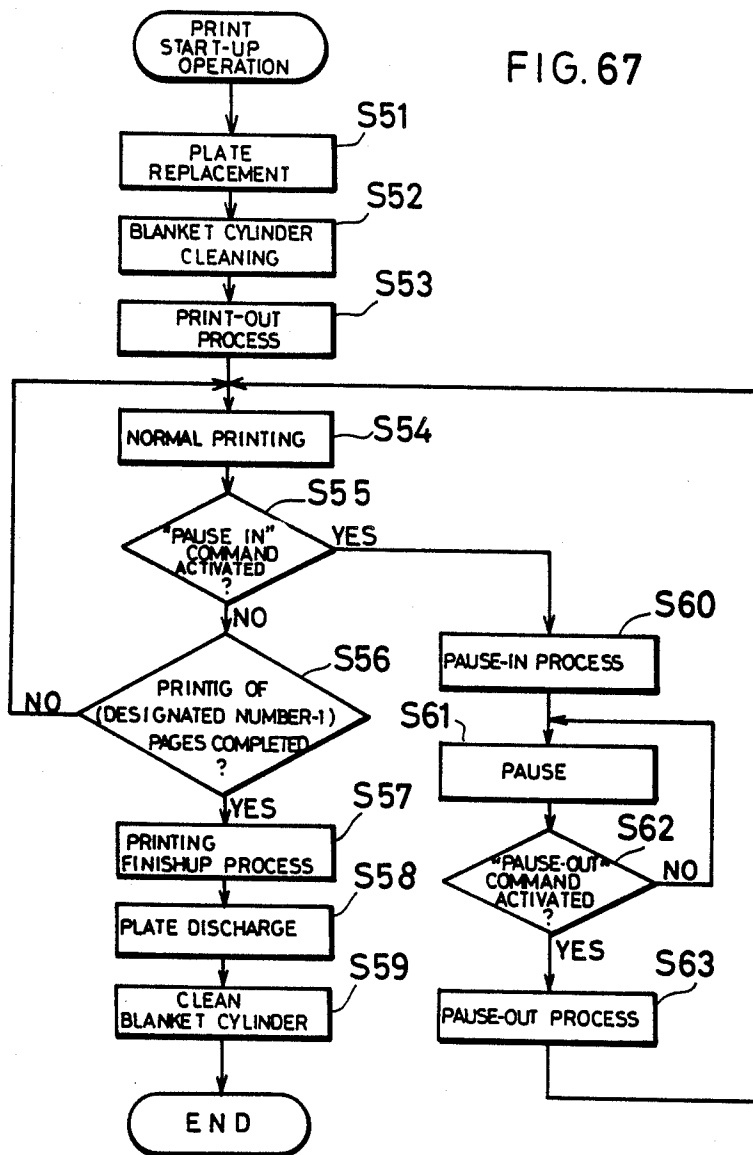 PRINT
START-UP
OPERATION
FIG. 67
S51
PLATE
REPLACEMENT
S52
BLANKET CYLINDER
CLEANING
S53
PRINT-OUT
PROCESS
NORMAL PRINTING
S54
S55
"PAUSE IN"
COMMAND
ACTIVATED
?
YES
NO
S56
PRINTIG OF
(DESIGNATED NUMBER-1)
PAGES COMPLETED
?
NO
YES
S57
PRINTING
FINISHUP PROCESS
S58
PLATE DISCHARGE
S59
CLEAN
BLANKET CYLINDER
END
S60
PAUSE-IN PROCESS
S61
PAUSE
S62
"PAUSE-OUT"
COMMAND
ACTIVATED
?
NO
YES
S63
PAUSE-OUT PROCESS